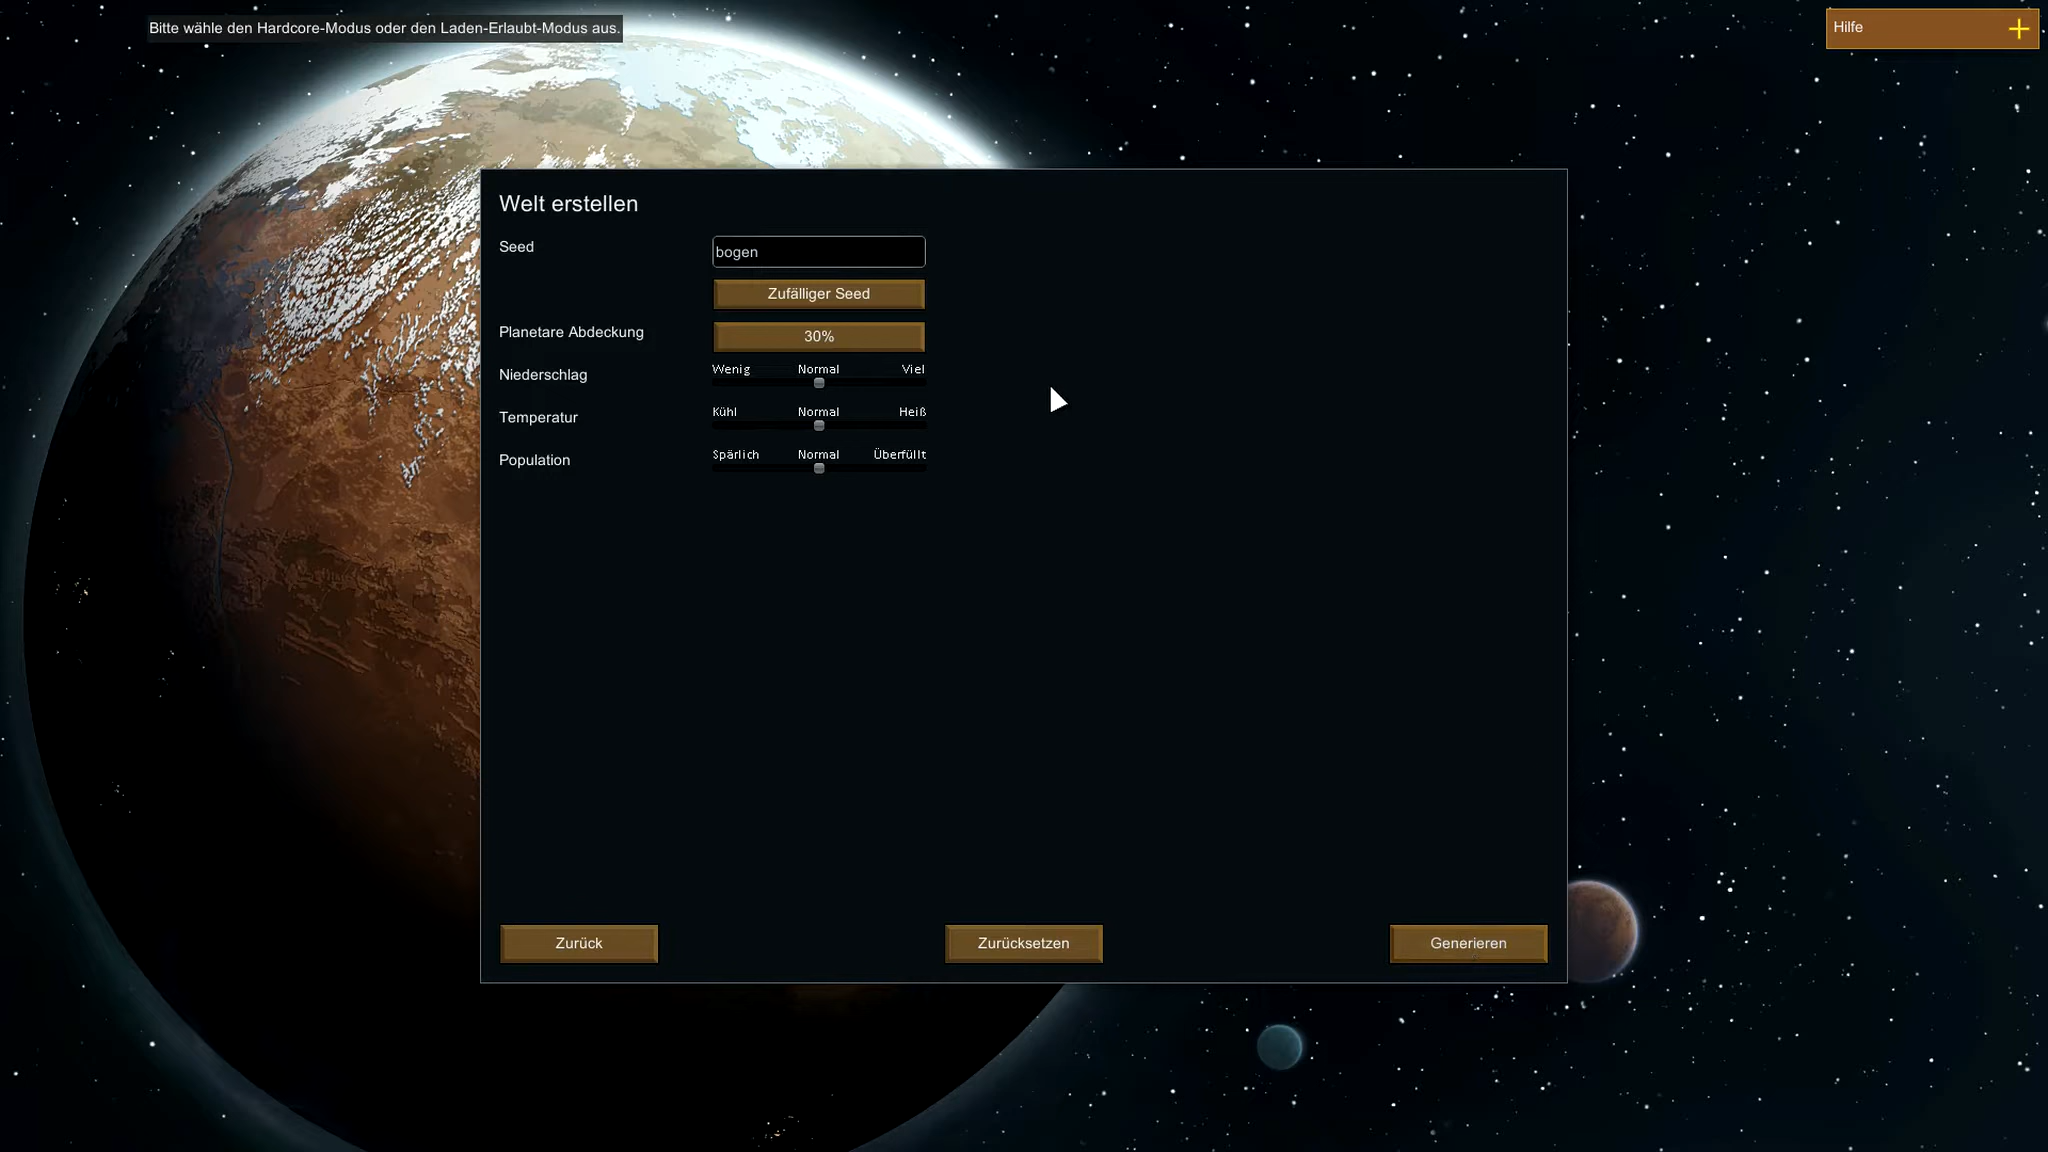 Bitte wähle den Hardcore-Modus oder den Laden-Erlaubt-Modus aus.
Hilfe
Welt erstellen
Seed
bogen
Zufälliger Seed
Planetare Abdeckung
30%
Niederschlag
Wenig Normal Viel
Temperatur
Kühl Normal Heiß
Population
Spärlich Normal Überfüllt
Zurück
Zurücksetzen
Generieren